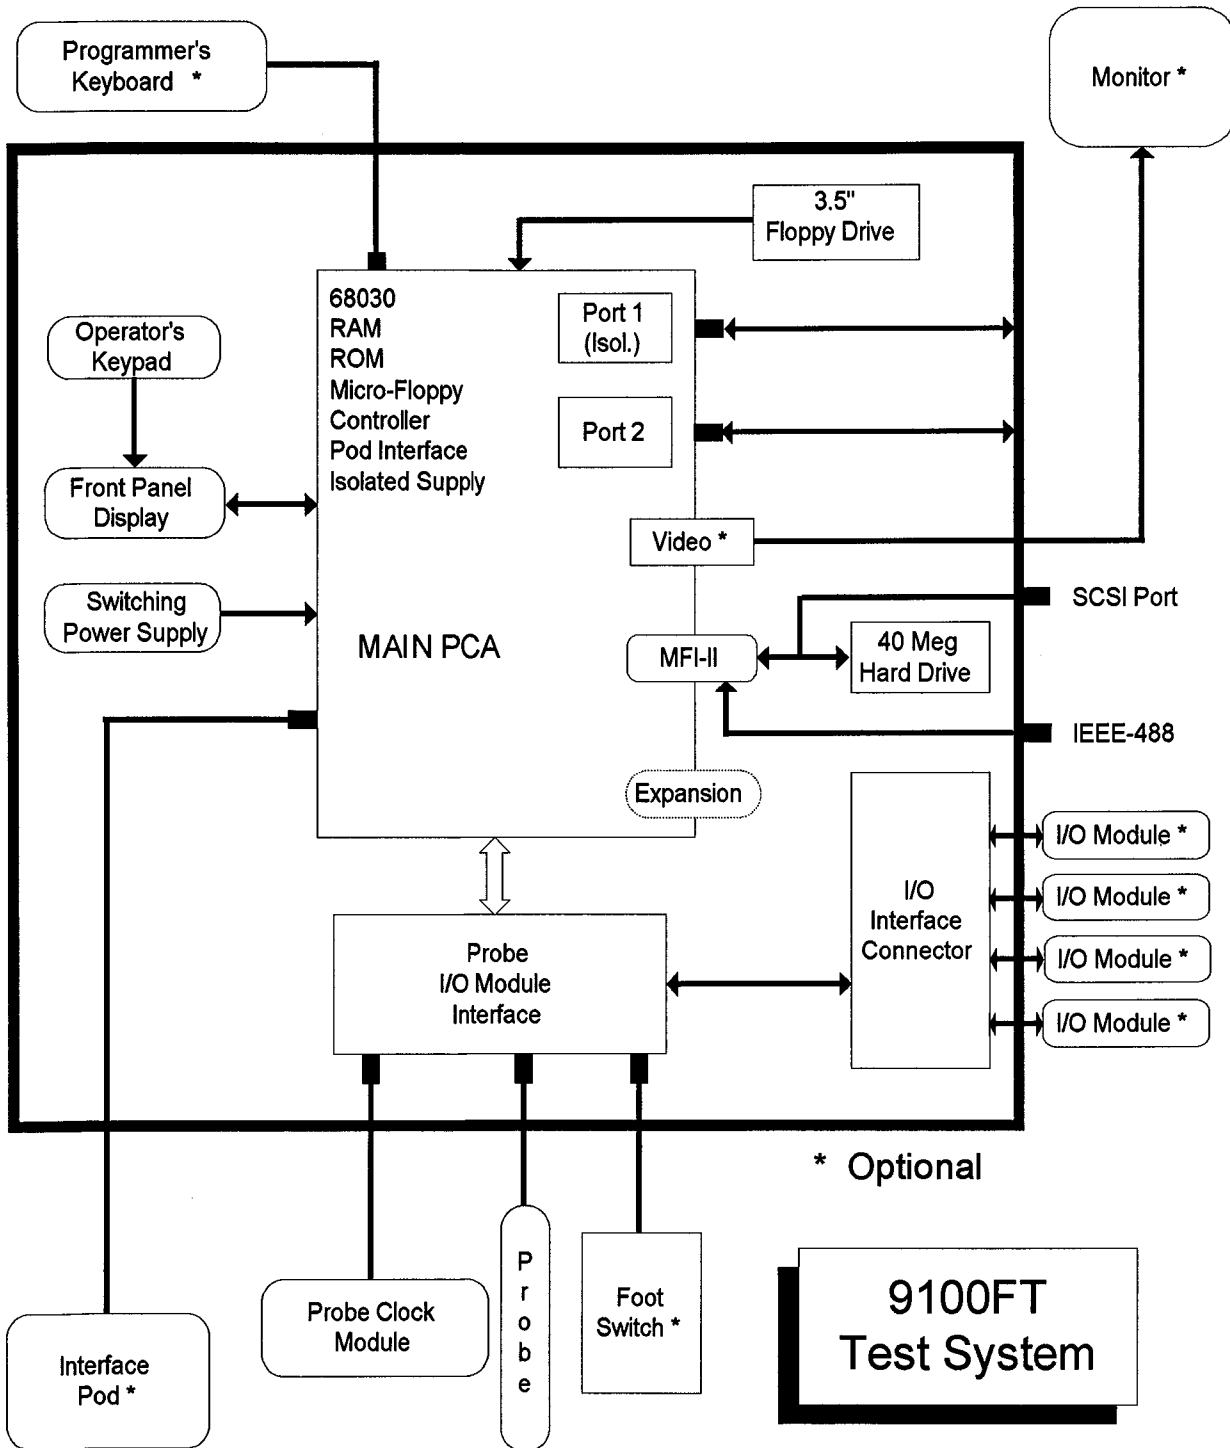 Programmer's
Keyboard *
Monitor *
3.5"
Floppy Drive
68030
RAM
ROM
Micro-Floppy
Controller
Pod Interface
Isolated Supply
Port 1
(Isol.)
Operator's
Keypad
Port 2
Front Panel
Display
Video *
Switching
Power Supply
SCSI Port
MAIN PCA
MFI-II
40 Meg
Hard Drive
IEEE-488
Expansion
I/O Module *
I/O Module *
I/O Module *
I/O Module *
I/O
Interface
Connector
Probe
I/O Module
Interface
* Optional
Probe
Foot
Switch *
Probe Clock
Module
Interface
Pod *
9100FT
Test System